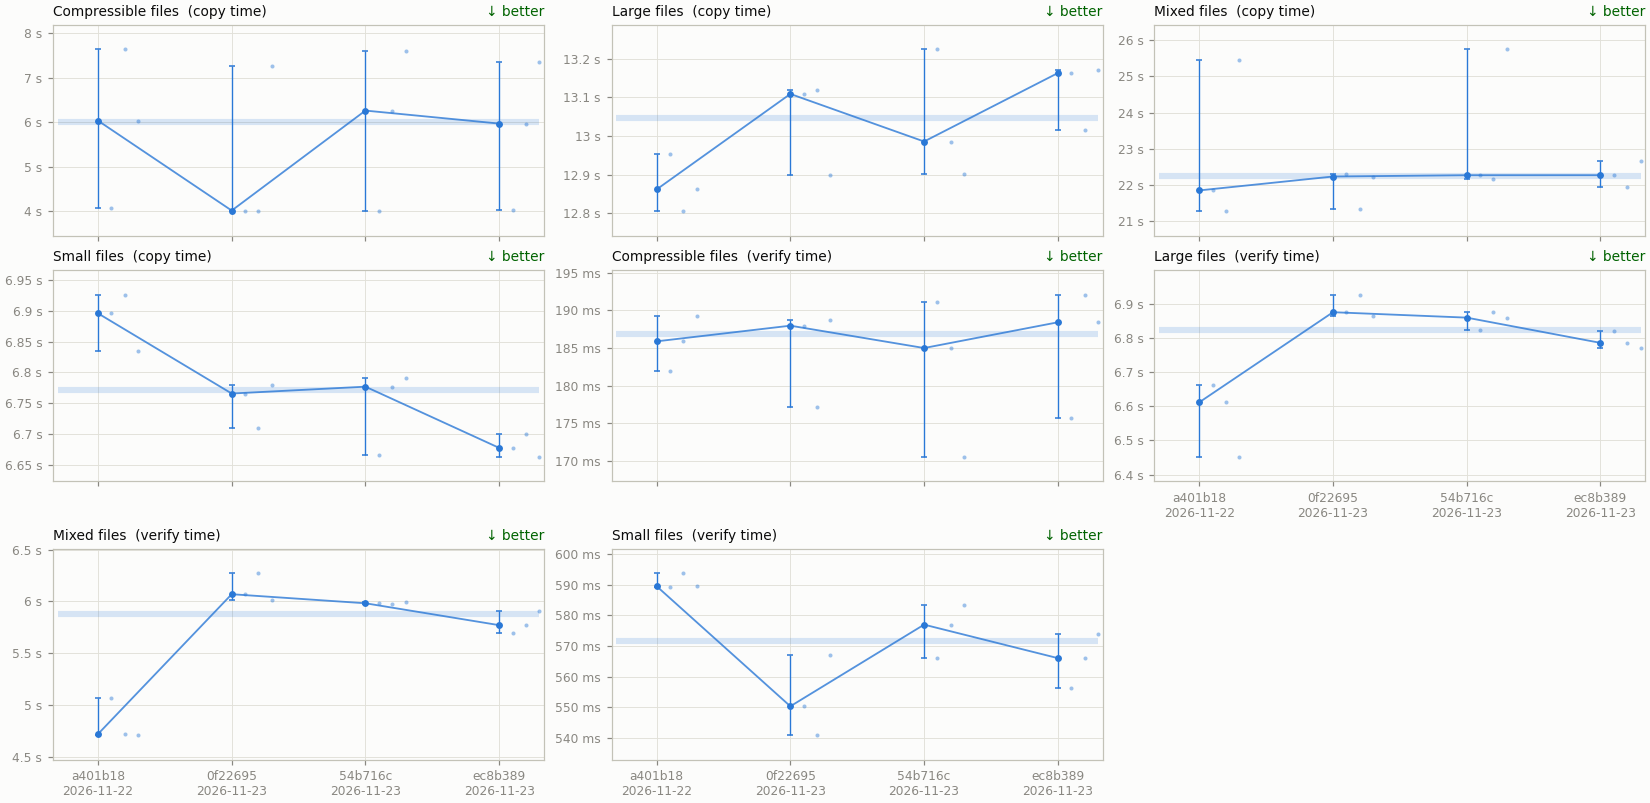 Compressible files  (copy time) ↓ better
8 s
7 s
6 s
5 s
4 s
Large files  (copy time) ↓ better
13.2 s
13.1 s
13 s
12.9 s
12.8 s
Mixed files  (copy time) ↓ better
26 s
25 s
24 s
23 s
22 s
21 s
Small files  (copy time) ↓ better
6.95 s
6.9 s
6.85 s
6.8 s
6.75 s
6.7 s
6.65 s
Compressible files  (verify time) ↓ better
195 ms
190 ms
185 ms
180 ms
175 ms
170 ms
Large files  (verify time) ↓ better
6.9 s
6.8 s
6.7 s
6.6 s
6.5 s
6.4 s
a401b18 0f22695 54b716c ec8b389
2026-11-22 2026-11-23 2026-11-23 2026-11-23
Mixed files  (verify time) ↓ better
6.5 s
6 s
5.5 s
5 s
4.5 s
a401b18 0f22695 54b716c ec8b389
2026-11-22 2026-11-23 2026-11-23 2026-11-23
Small files  (verify time) ↓ better
600 ms
590 ms
580 ms
570 ms
560 ms
550 ms
540 ms
a401b18 0f22695 54b716c ec8b389
2026-11-22 2026-11-23 2026-11-23 2026-11-23